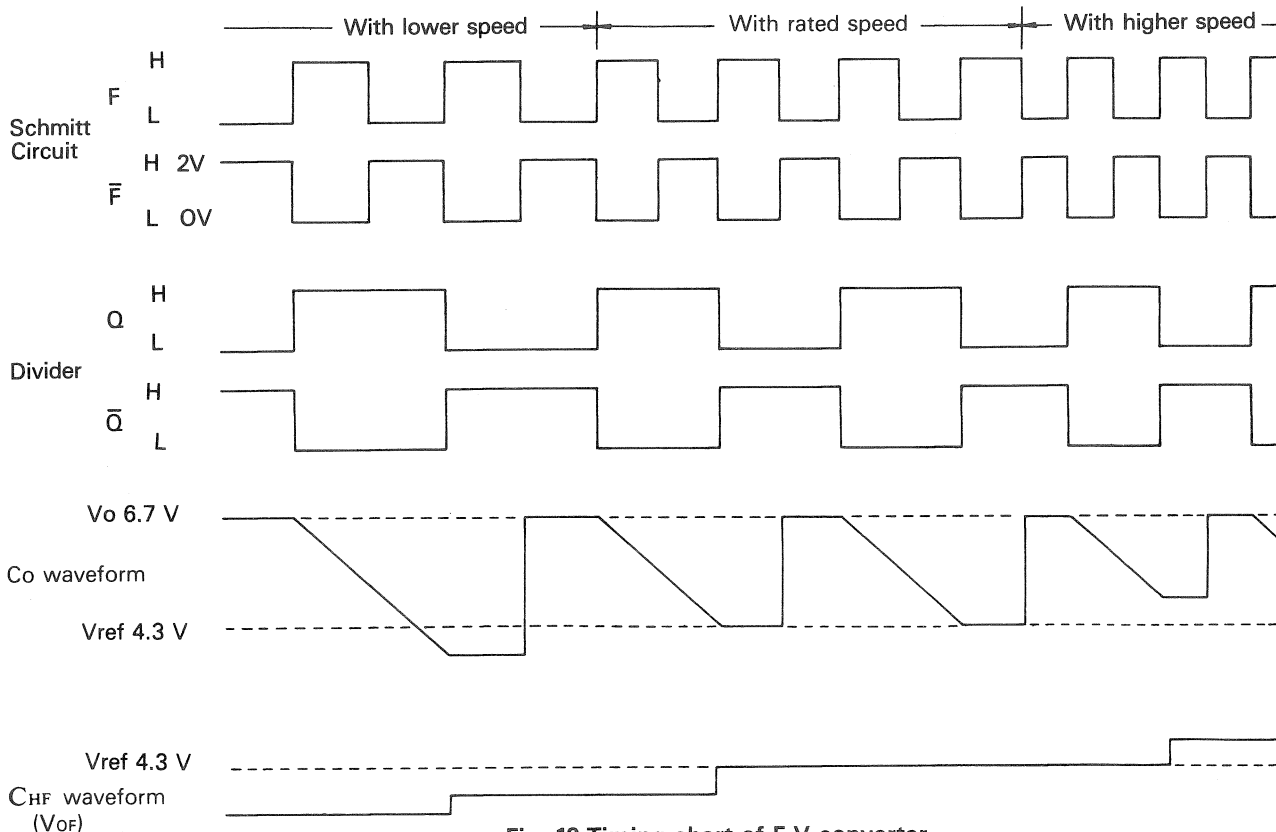 With lower speed With rated speed With higher speed
H
F
L
Schmitt
Circuit
H 2V
F̄
L 0V
H
Q
L
Divider
H
Q̄
L
Vo 6.7 V
Co waveform
Vref 4.3 V
Vref 4.3 V
CHF waveform
(VOF)